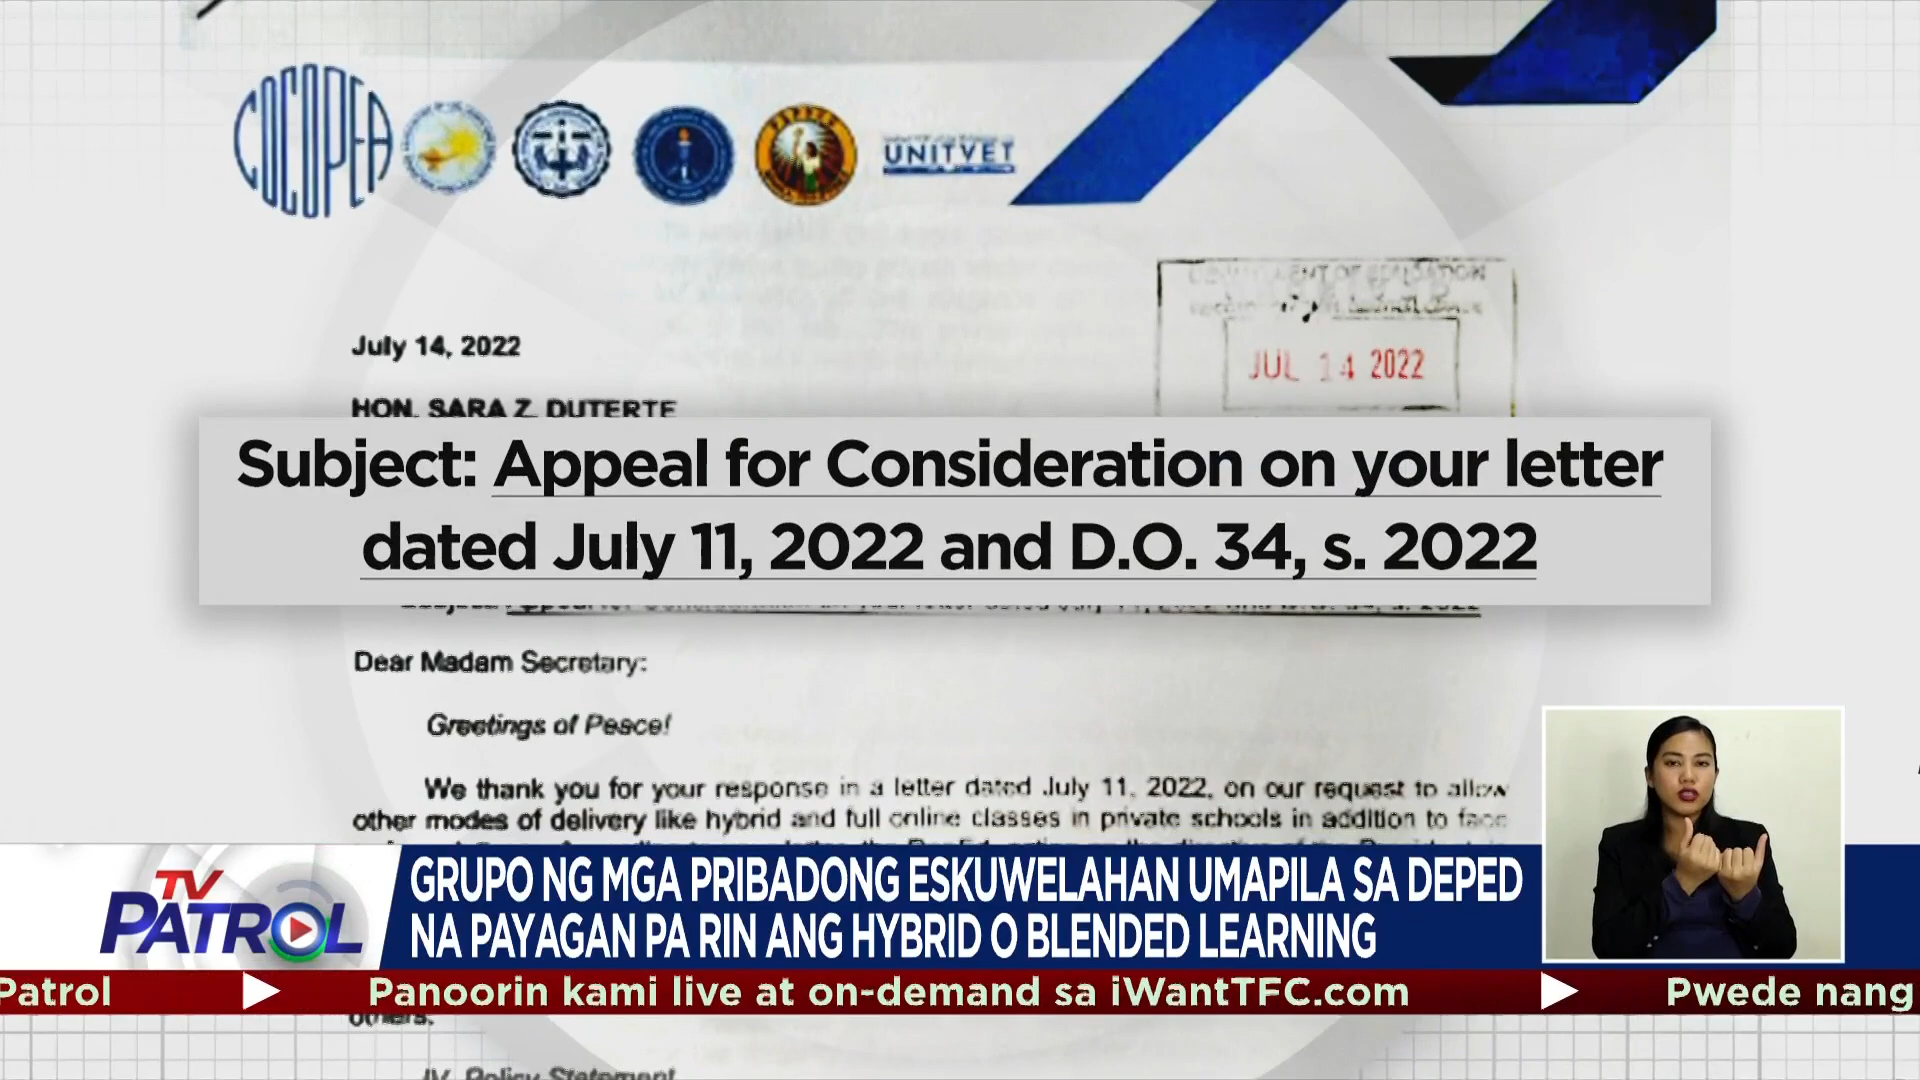 COCOPEA
UNITVET
July 14, 2022
JUL 14 2022
HON. SARA Z. DUTERTE
Subject: Appeal for Consideration on your letter
dated July 11, 2022 and D.O. 34, s. 2022
Dear Madam Secretary:
Greetings of Peace!
We thank you for your response in a letter dated July 11, 2022, on our request to allow
other modes of delivery like hybrid and full online classes in private schools in addition to face
TV
PATROL
GRUPO NG MGA PRIBADONG ESKUWELAHAN UMAPILA SA DEPED
NA PAYAGAN PA RIN ANG HYBRID O BLENDED LEARNING
Patrol Panoorin kami live at on-demand sa iWantTFC.com Pwede nang
others.
IV. Policy Statement